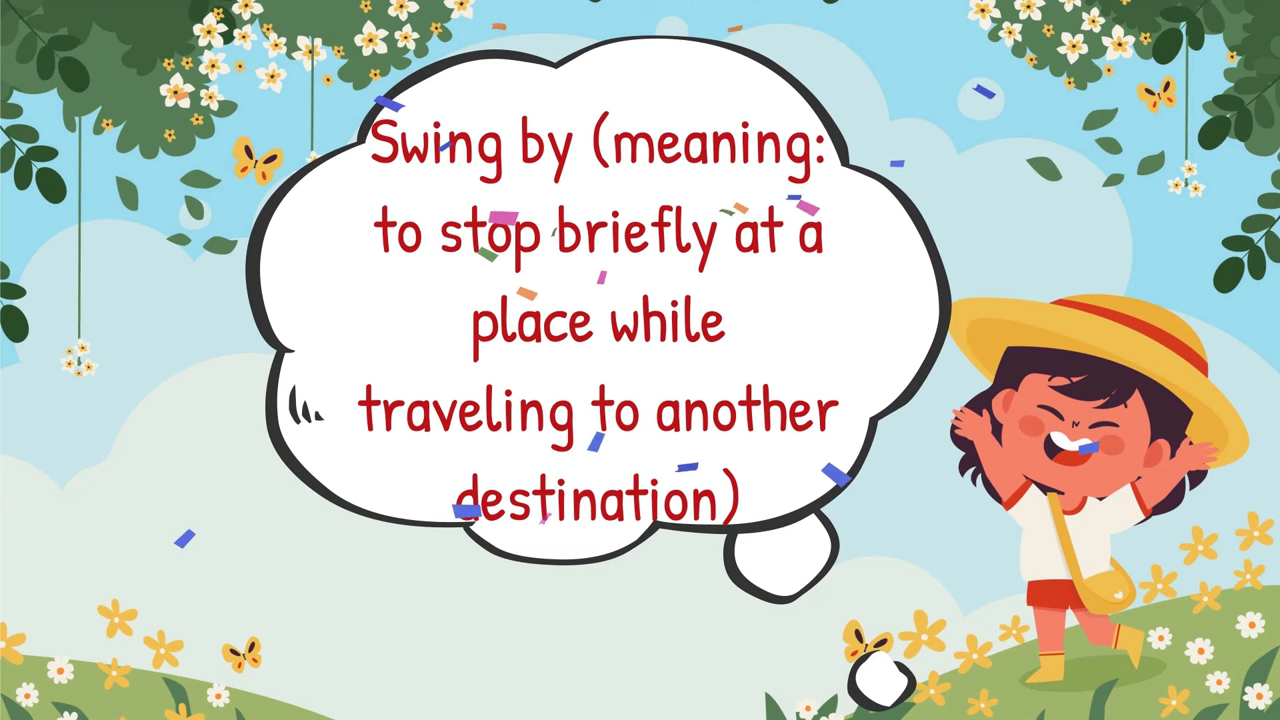 Swing by (meaning:
to stop briefly at a
place while
traveling to another
destination)